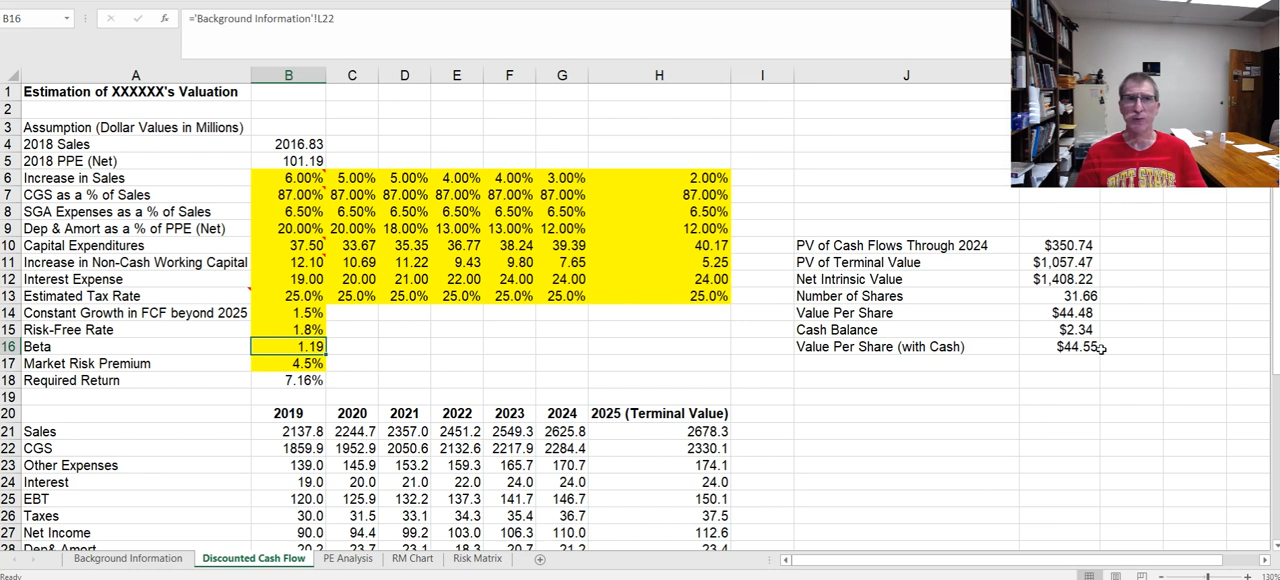 B16 fx ='Background Information'!L22
A B C D E F G H I J
1 Estimation of XXXXXX's Valuation
2
3 Assumption (Dollar Values in Millions)
4 2018 Sales 2016.83
5 2018 PPE (Net) 101.19
6 Increase in Sales 6.00% 5.00% 5.00% 4.00% 4.00% 3.00% 2.00%
7 CGS as a % of Sales 87.00% 87.00% 87.00% 87.00% 87.00% 87.00% 87.00%
8 SGA Expenses as a % of Sales 6.50% 6.50% 6.50% 6.50% 6.50% 6.50% 6.50%
9 Dep & Amort as a % of PPE (Net) 20.00% 20.00% 18.00% 13.00% 13.00% 12.00% 12.00%
10 Capital Expenditures 37.50 33.67 35.35 36.77 38.24 39.39 40.17 PV of Cash Flows Through 2024 $350.74
11 Increase in Non-Cash Working Capital 12.10 10.69 11.22 9.43 9.80 7.65 5.25 PV of Terminal Value $1,057.47
12 Interest Expense 19.00 20.00 21.00 22.00 24.00 24.00 24.00 Net Intrinsic Value $1,408.22
13 Estimated Tax Rate 25.0% 25.0% 25.0% 25.0% 25.0% 25.0% 25.0% Number of Shares 31.66
14 Constant Growth in FCF beyond 2025 1.5% Value Per Share $44.48
15 Risk-Free Rate 1.8% Cash Balance $2.34
16 Beta 1.19 Value Per Share (with Cash) $44.55
17 Market Risk Premium 4.5%
18 Required Return 7.16%
19
20 2019 2020 2021 2022 2023 2024 2025 (Terminal Value)
21 Sales 2137.8 2244.7 2357.0 2451.2 2549.3 2625.8 2678.3
22 CGS 1859.9 1952.9 2050.6 2132.6 2217.9 2284.4 2330.1
23 Other Expenses 139.0 145.9 153.2 159.3 165.7 170.7 174.1
24 Interest 19.0 20.0 21.0 22.0 24.0 24.0 24.0
25 EBT 120.0 125.9 132.2 137.3 141.7 146.7 150.1
26 Taxes 30.0 31.5 33.1 34.3 35.4 36.7 37.5
27 Net Income 90.0 94.4 99.2 103.0 106.3 110.0 112.6
28 Dep& Amort 20.2 23.7 23.1 18.3 20.7 21.2 23.4
Background Information Discounted Cash Flow PE Analysis RM Chart Risk Matrix
Ready 130%